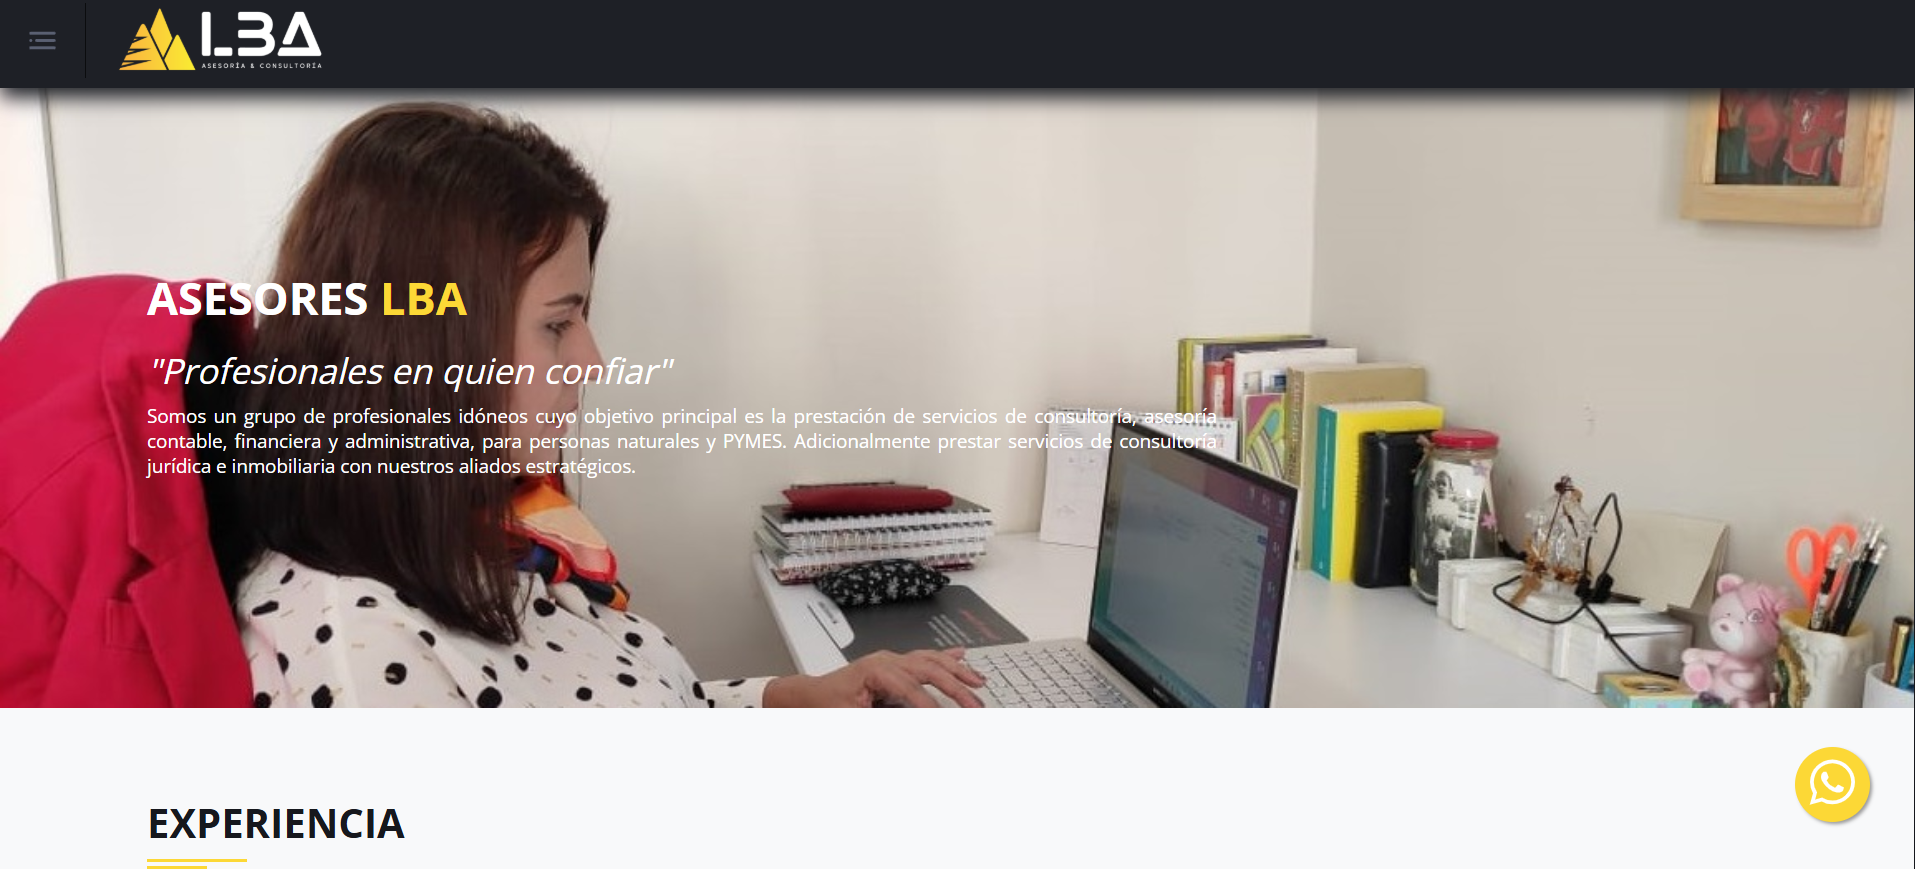 LBA
ASESORÍA & CONSULTORÍA
ASESORES LBA
"Profesionales en quien confiar"
Somos un grupo de profesionales idóneos cuyo objetivo principal es la prestación de servicios de consultoría, asesoría
contable, financiera y administrativa, para personas naturales y PYMES. Adicionalmente prestar servicios de consultoría
jurídica e inmobiliaria con nuestros aliados estratégicos.
EXPERIENCIA